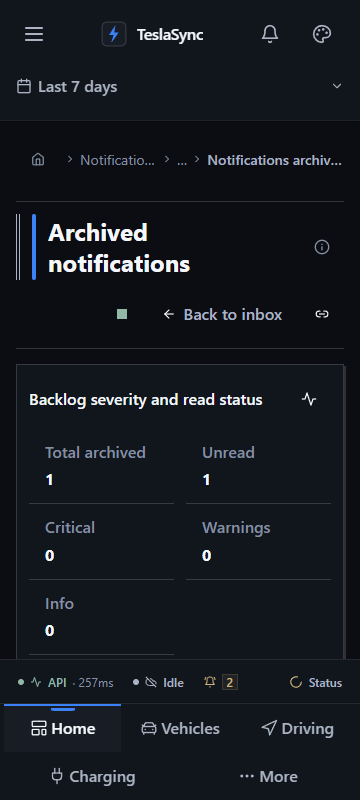 TeslaSync
Last 7 days
Notificatio... > ... > Notifications archiv...
Archived
notifications
Back to inbox
Backlog severity and read status
Total archived
1
Unread
1
Critical
0
Warnings
0
Info
0
API · 257ms
Idle
2
Status
Home
Vehicles
Driving
Charging
More